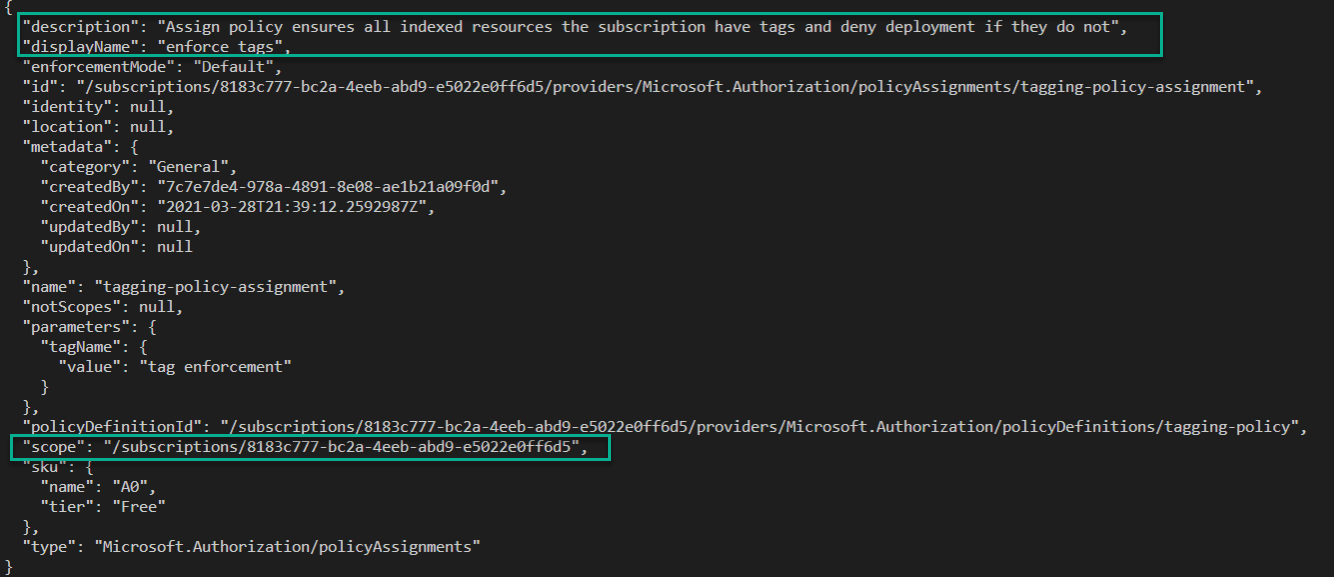 {
"description": "Assign policy ensures all indexed resources the subscription have tags and deny deployment if they do not",
"displayName": "enforce tags",
"enforcementMode": "Default",
"id": "/subscriptions/8183c777-bc2a-4eeb-abd9-e5022e0ff6d5/providers/Microsoft.Authorization/policyAssignments/tagging-policy-assignment",
"identity": null,
"location": null,
"metadata": {
"category": "General",
"createdBy": "7c7e7de4-978a-4891-8e08-ae1b21a09f0d",
"createdOn": "2021-03-28T21:39:12.2592987Z",
"updatedBy": null,
"updatedOn": null
},
"name": "tagging-policy-assignment",
"notScopes": null,
"parameters": {
"tagName": {
"value": "tag enforcement"
}
},
"policyDefinitionId": "/subscriptions/8183c777-bc2a-4eeb-abd9-e5022e0ff6d5/providers/Microsoft.Authorization/policyDefinitions/tagging-policy",
"scope": "/subscriptions/8183c777-bc2a-4eeb-abd9-e5022e0ff6d5",
"sku": {
"name": "A0",
"tier": "Free"
},
"type": "Microsoft.Authorization/policyAssignments"
}